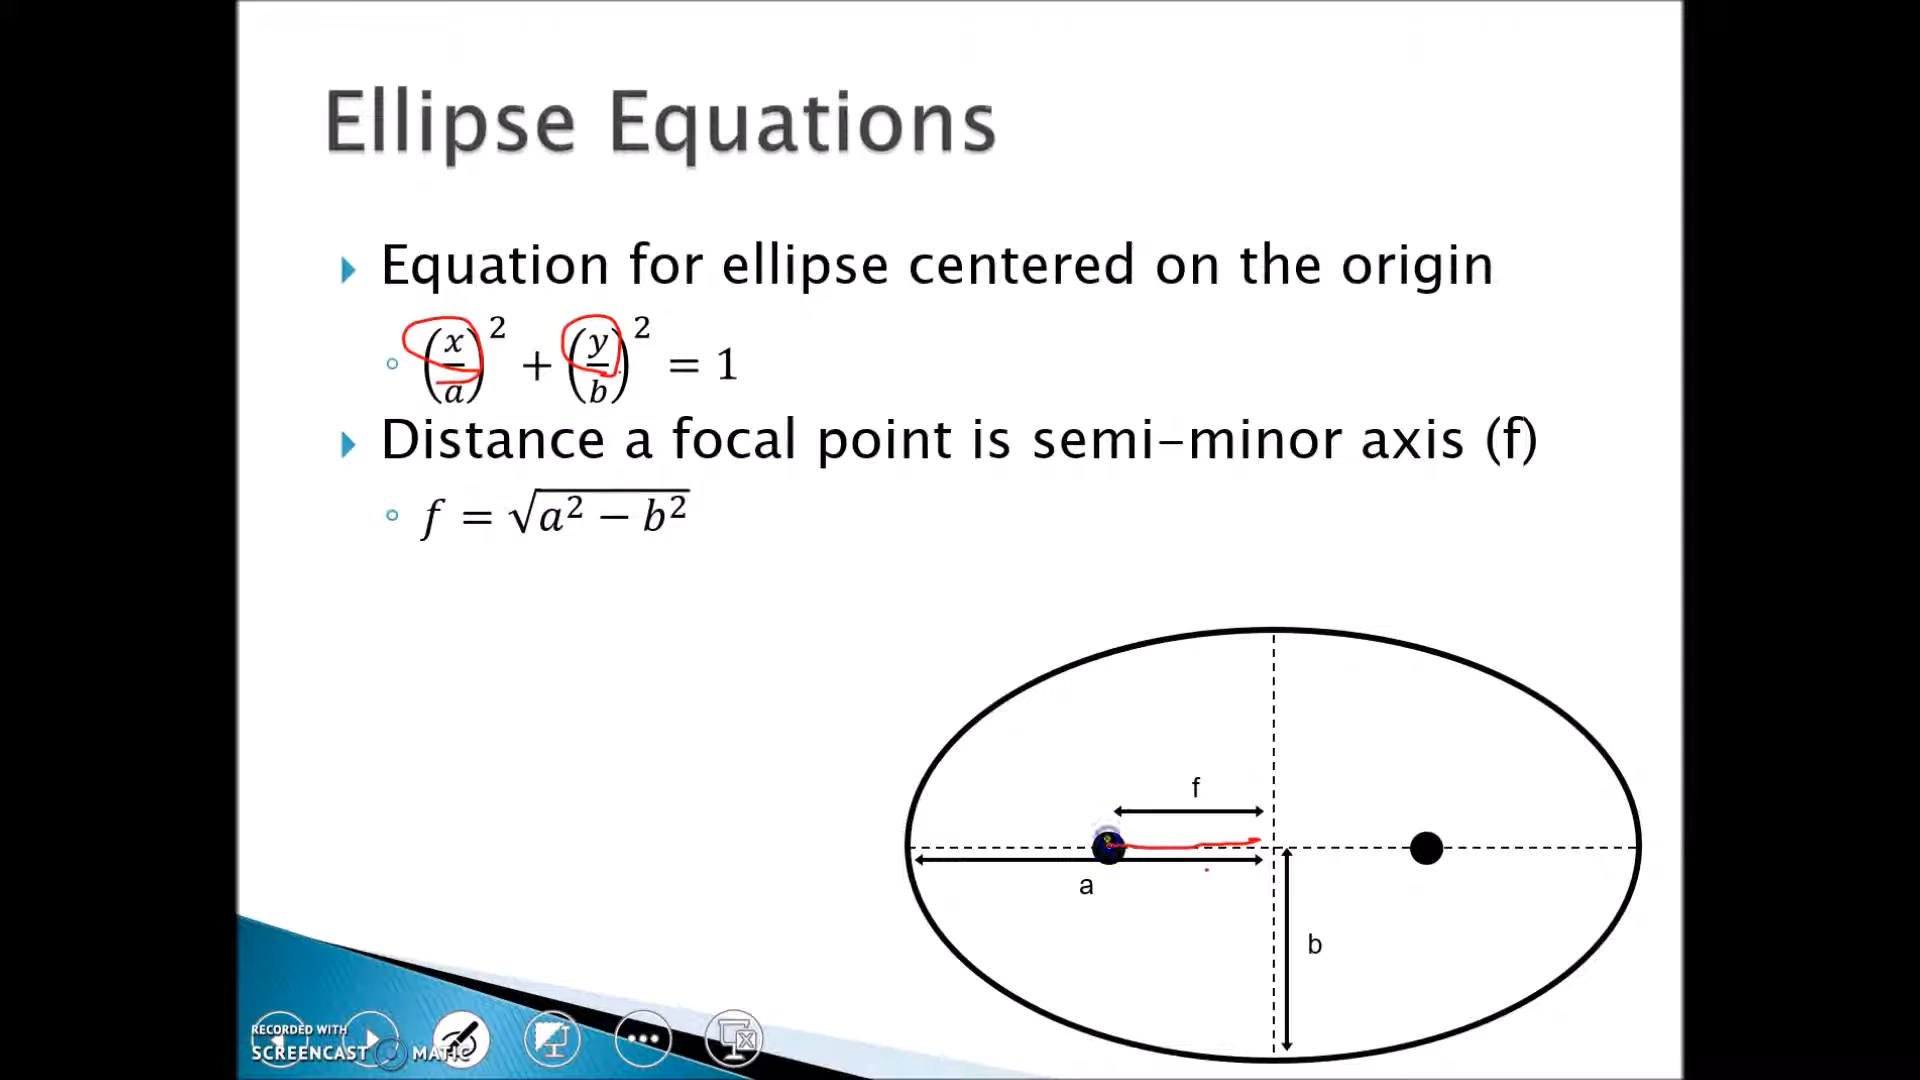 Ellipse Equations
Equation for ellipse centered on the origin
(x/a)² + (y/b)² = 1
Distance a focal point is semi-minor axis (f)
f = √a² − b²
f
a
b
RECORDED WITH
SCREENCAST MATIC